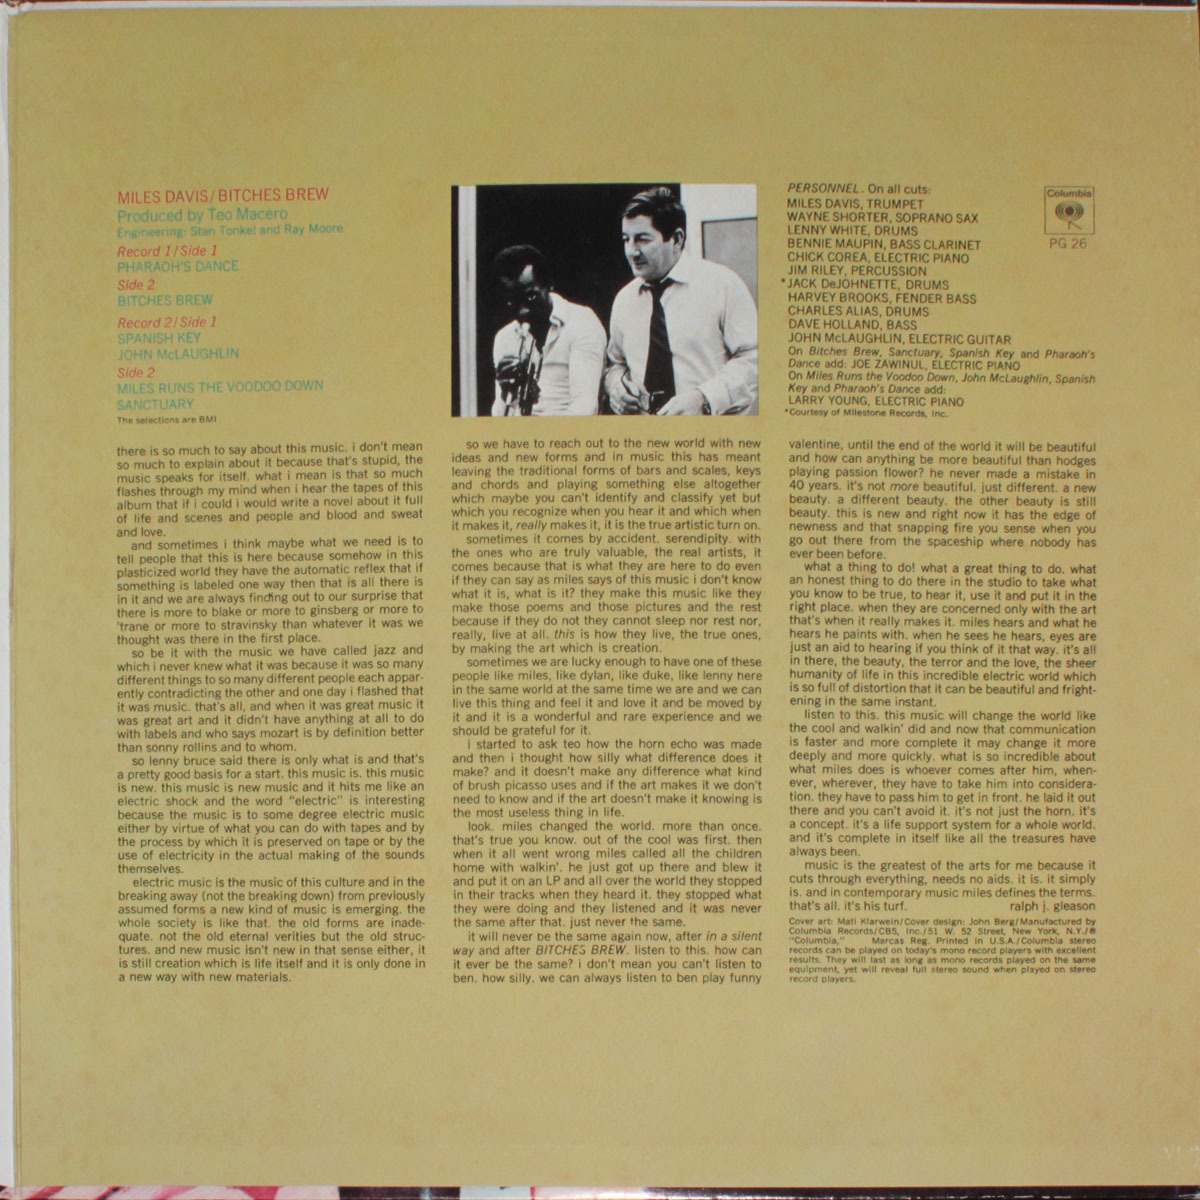 MILES DAVIS/BITCHES BREW
Produced by Teo Macero
Engineering: Stan Tonkel and Ray Moore
Record 1/Side 1
PHARAOH'S DANCE
Side 2
BITCHES BREW
Record 2/Side 1
SPANISH KEY
JOHN McLAUGHLIN
Side 2
MILES RUNS THE VOODOO DOWN
SANCTUARY
The selections are BMI
PERSONNEL. On all cuts:
MILES DAVIS, TRUMPET
WAYNE SHORTER, SOPRANO SAX
LENNY WHITE, DRUMS
BENNIE MAUPIN, BASS CLARINET
CHICK COREA, ELECTRIC PIANO
JIM RILEY, PERCUSSION
*JACK DeJOHNETTE, DRUMS
HARVEY BROOKS, FENDER BASS
CHARLES ALIAS, DRUMS
DAVE HOLLAND, BASS
JOHN McLAUGHLIN, ELECTRIC GUITAR
On Bitches Brew, Sanctuary, Spanish Key and Pharaoh's
Dance add: JOE ZAWINUL, ELECTRIC PIANO
On Miles Runs the Voodoo Down, John McLaughlin, Spanish
Key and Pharaoh's Dance add:
LARRY YOUNG, ELECTRIC PIANO
*Courtesy of Milestone Records, Inc.
Columbia
PG 26
there is so much to say about this music. i don't mean
so much to explain about it because that's stupid, the
music speaks for itself. what i mean is that so much
flashes through my mind when i hear the tapes of this
album that if i could i would write a novel about it full
of life and scenes and people and blood and sweat
and love.
and sometimes i think maybe what we need is to
tell people that this is here because somehow in this
plasticized world they have the automatic reflex that if
something is labeled one way then that is all there is
in it and we are always finding out to our surprise that
there is more to blake or more to ginsberg or more to
'trane or more to stravinsky than whatever it was we
thought was there in the first place.
so be it with the music we have called jazz and
which i never knew what it was because it was so many
different things to so many different people each appar-
ently contradicting the other and one day i flashed that
it was music. that's all, and when it was great music it
was great art and it didn't have anything at all to do
with labels and who says mozart is by definition better
than sonny rollins and to whom.
so lenny bruce said there is only what is and that's
a pretty good basis for a start. this music is. this music
is new. this music is new music and it hits me like an
electric shock and the word "electric" is interesting
because the music is to some degree electric music
either by virtue of what you can do with tapes and by
the process by which it is preserved on tape or by the
use of electricity in the actual making of the sounds
themselves.
electric music is the music of this culture and in the
breaking away (not the breaking down) from previously
assumed forms a new kind of music is emerging. the
whole society is like that. the old forms are inade-
quate. not the old eternal verities but the old struc-
tures. and new music isn't new in that sense either, it
is still creation which is life itself and it is only done in
a new way with new materials.
so we have to reach out to the new world with new
ideas and new forms and in music this has meant
leaving the traditional forms of bars and scales, keys
and chords and playing something else altogether
which maybe you can't identify and classify yet but
which you recognize when you hear it and which when
it makes it, really makes it, it is the true artistic turn on.
sometimes it comes by accident. serendipity. with
the ones who are truly valuable, the real artists, it
comes because that is what they are here to do even
if they can say as miles says of this music i don't know
what it is, what is it? they make this music like they
make those poems and those pictures and the rest
because if they do not they cannot sleep nor rest nor,
really, live at all. this is how they live, the true ones,
by making the art which is creation.
sometimes we are lucky enough to have one of these
people like miles, like dylan, like duke, like lenny here
in the same world at the same time we are and we can
live this thing and feel it and love it and be moved by
it and it is a wonderful and rare experience and we
should be grateful for it.
i started to ask teo how the horn echo was made
and then i thought how silly what difference does it
make? and it doesn't make any difference what kind
of brush picasso uses and if the art makes it we don't
need to know and if the art doesn't make it knowing is
the most useless thing in life.
look. miles changed the world. more than once.
that's true you know. out of the cool was first. then
when it all went wrong miles called all the children
home with walkin'. he just got up there and blew it
and put it on an LP and all over the world they stopped
in their tracks when they heard it. they stopped what
they were doing and they listened and it was never
the same after that. just never the same.
it will never be the same again now, after in a silent
way and after BITCHES BREW. listen to this. how can
it ever be the same? i don't mean you can't listen to
ben. how silly. we can always listen to ben play funny
valentine, until the end of the world it will be beautiful
and how can anything be more beautiful than hodges
playing passion flower? he never made a mistake in
40 years. it's not more beautiful. just different. a new
beauty. a different beauty. the other beauty is still
beauty. this is new and right now it has the edge of
newness and that snapping fire you sense when you
go out there from the spaceship where nobody has
ever been before.
what a thing to do! what a great thing to do. what
an honest thing to do there in the studio to take what
you know to be true, to hear it, use it and put it in the
right place. when they are concerned only with the art
that's when it really makes it. miles hears and what he
hears he paints with. when he sees he hears, eyes are
just an aid to hearing if you think of it that way. it's all
in there, the beauty, the terror and the love, the sheer
humanity of life in this incredible electric world which
is so full of distortion that it can be beautiful and fright-
ening in the same instant.
listen to this. this music will change the world like
the cool and walkin' did and now that communication
is faster and more complete it may change it more
deeply and more quickly. what is so incredible about
what miles does is whoever comes after him, when-
ever, wherever, they have to take him into considera-
tion. they have to pass him to get in front. he laid it out
there and you can't avoid it. it's not just the horn. it's
a concept. it's a life support system for a whole world.
and it's complete in itself like all the treasures have
always been.
music is the greatest of the arts for me because it
cuts through everything, needs no aids. it is. it simply
is. and in contemporary music miles defines the terms.
that's all. it's his turf. ralph j. gleason
Cover art: Mati Klarwein/Cover design: John Berg/Manufactured by
Columbia Records/CBS, Inc./51 W. 52 Street, New York, N.Y./®
"Columbia," Marcas Reg. Printed in U.S.A./Columbia stereo
records can be played on today's mono record players with excellent
results. They will last as long as mono records played on the same
equipment, yet will reveal full stereo sound when played on stereo
record players.